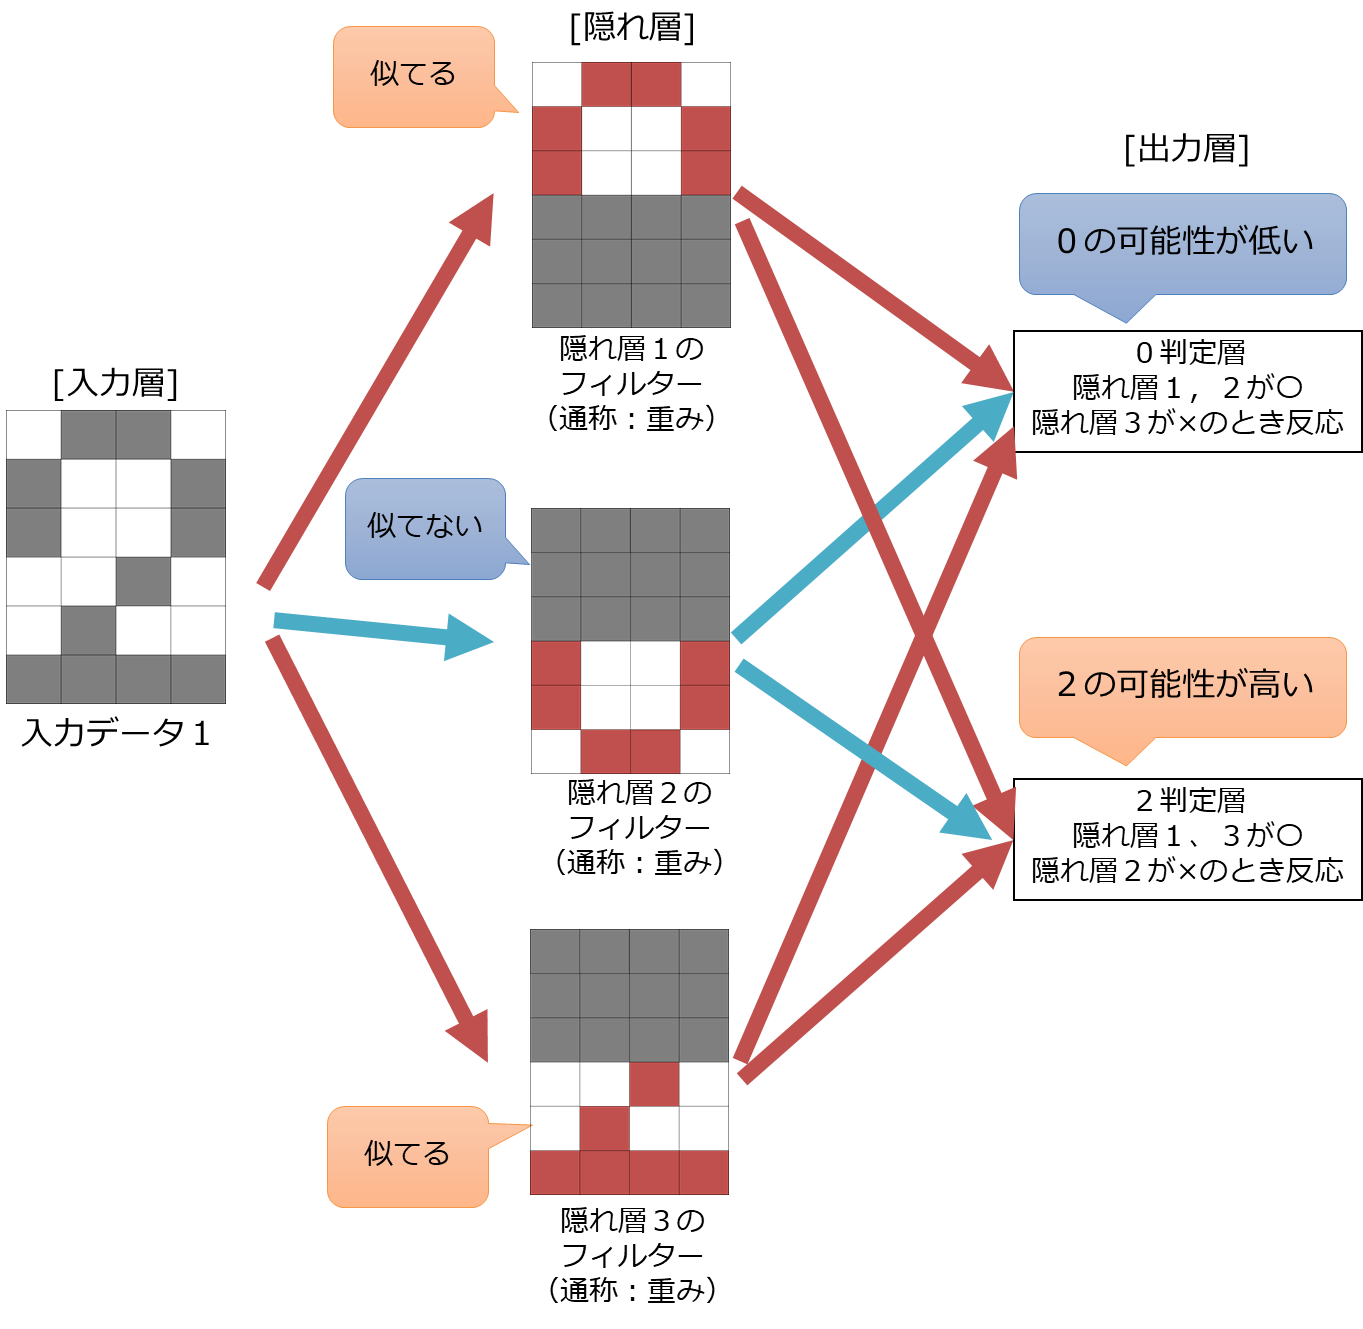 [隠れ層]
似てる
隠れ層１の
フィルター
（通称：重み）
[入力層]
入力データ１
似てない
隠れ層２の
フィルター
（通称：重み）
似てる
隠れ層３の
フィルター
（通称：重み）
[出力層]
０の可能性が低い
０判定層
隠れ層１，２が〇
隠れ層３が×のとき反応
２の可能性が高い
２判定層
隠れ層１、３が〇
隠れ層２が×のとき反応